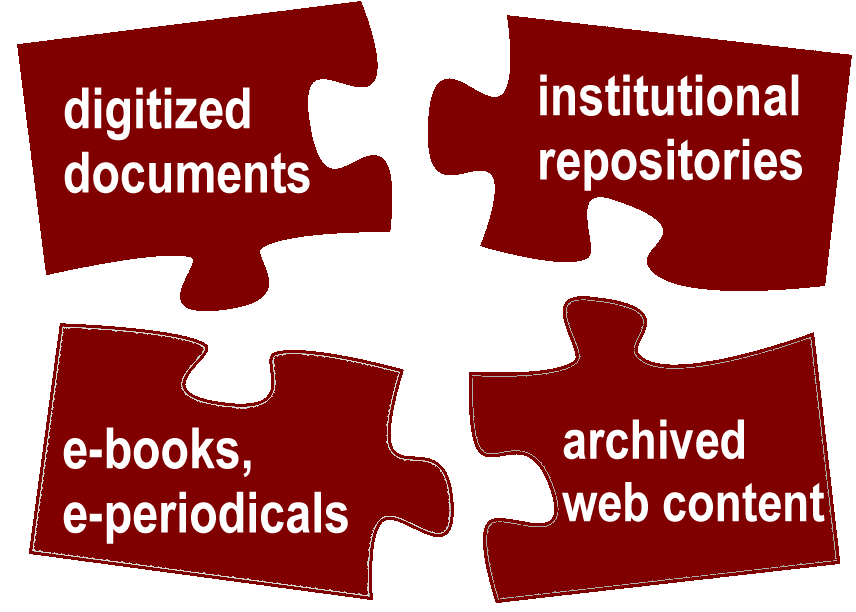 digitized
documents
institutional
repositories
e-books,
e-periodicals
archived
web content